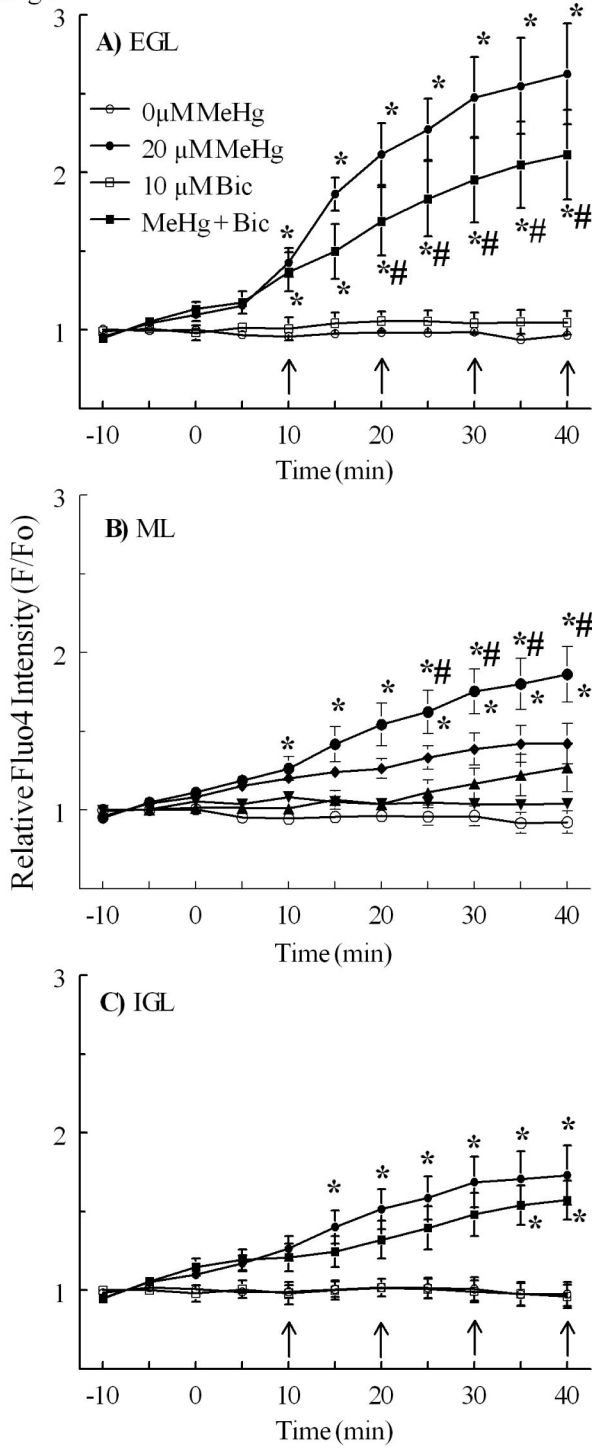 3
A) EGL
0μMMeHg
20 μMMeHg
10 μMBic
MeHg+Bic
2
1
* * * * * * *
* * *# *# *# *# *#
-10 0 10 20 30 40
Time (min)
Relative Fluo4 Intensity (F/Fo)
3
B) ML
2
1
* * * *# *# *# *#
* * * *
-10 0 10 20 30 40
Time (min)
3
C) IGL
2
1
* * * * * *
* *
-10 0 10 20 30 40
Time (min)